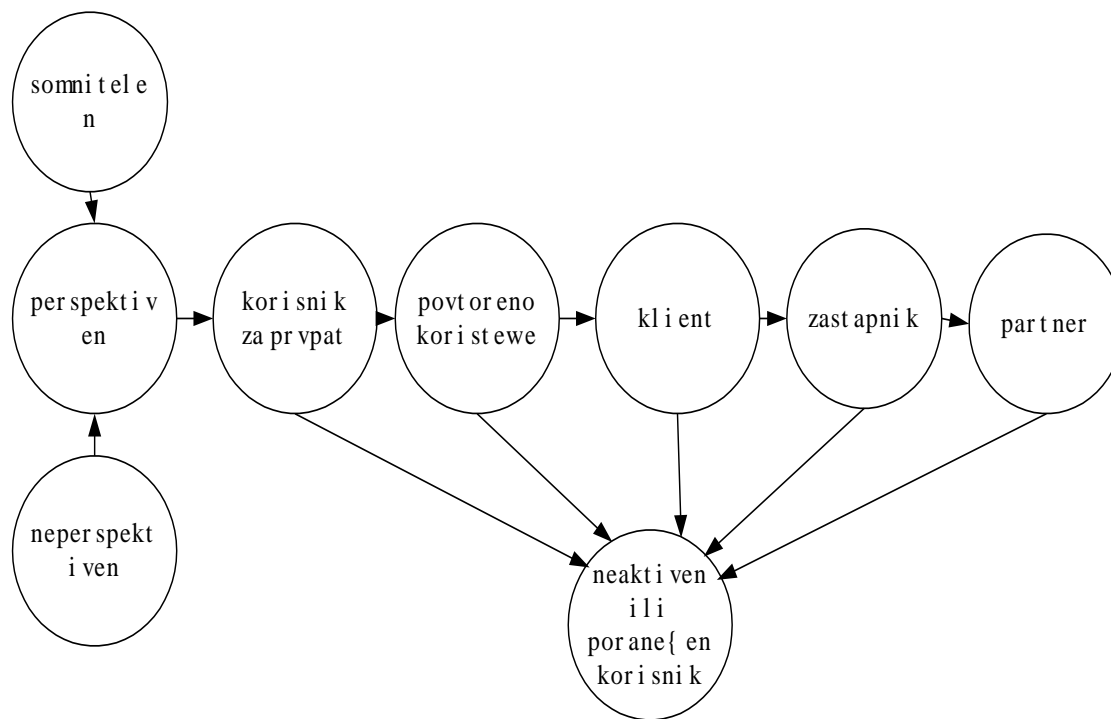 somnitele
n
perspektiv
en
korisnik
za prvpat
povtoreno
koristewe
klient
zastapnik
partner
neperspekt
iven
neaktiven
ili
porane{en
korisnik